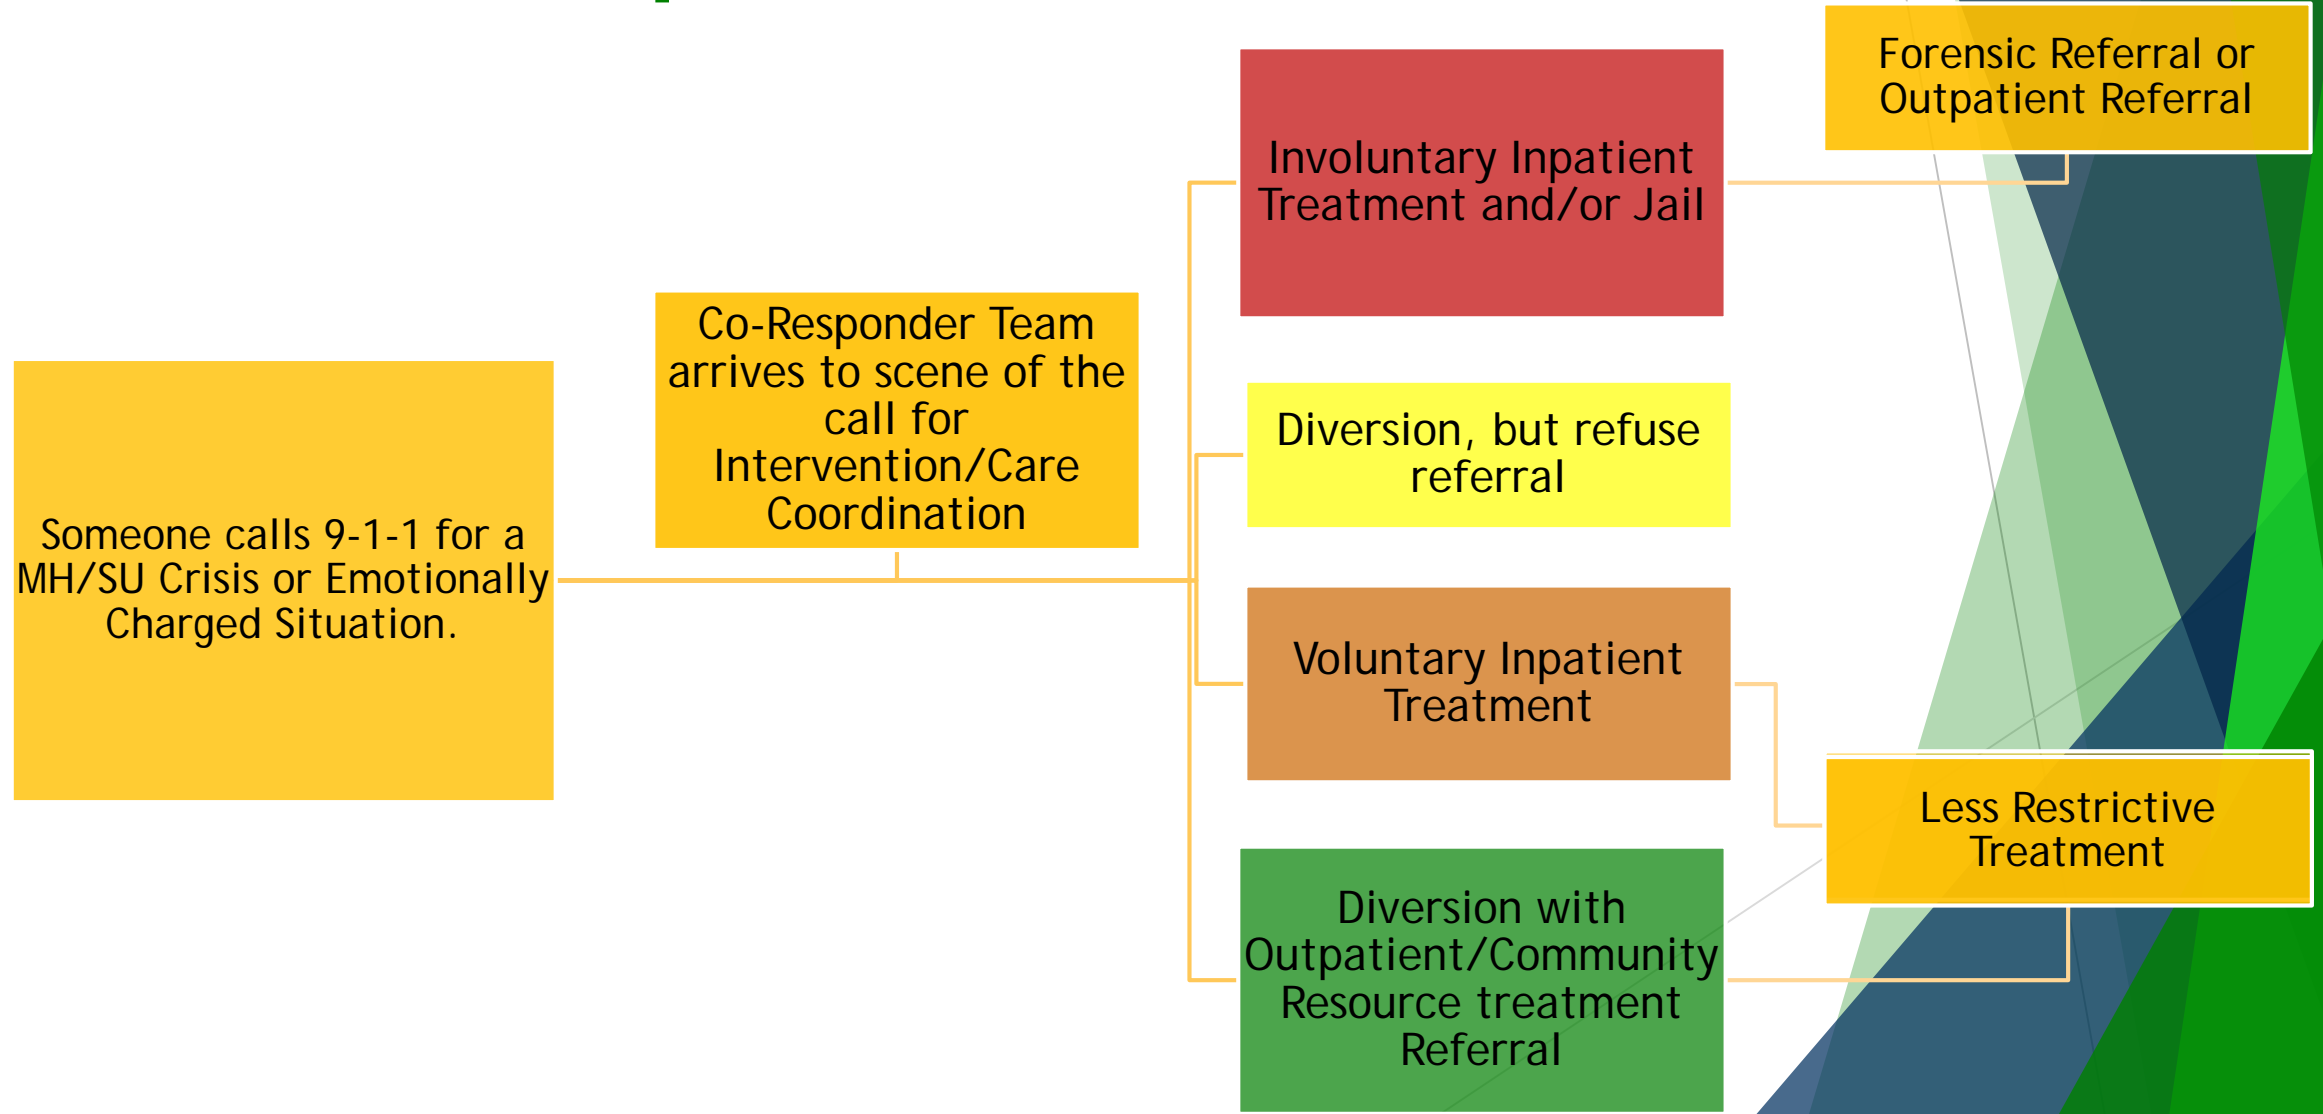 Someone calls 9-1-1 for a
MH/SU Crisis or Emotionally
Charged Situation.
Co-Responder Team
arrives to scene of the
call for
Intervention/Care
Coordination
Involuntary Inpatient
Treatment and/or Jail
Diversion, but refuse
referral
Voluntary Inpatient
Treatment
Diversion with
Outpatient/Community
Resource treatment
Referral
Forensic Referral or
Outpatient Referral
Less Restrictive
Treatment